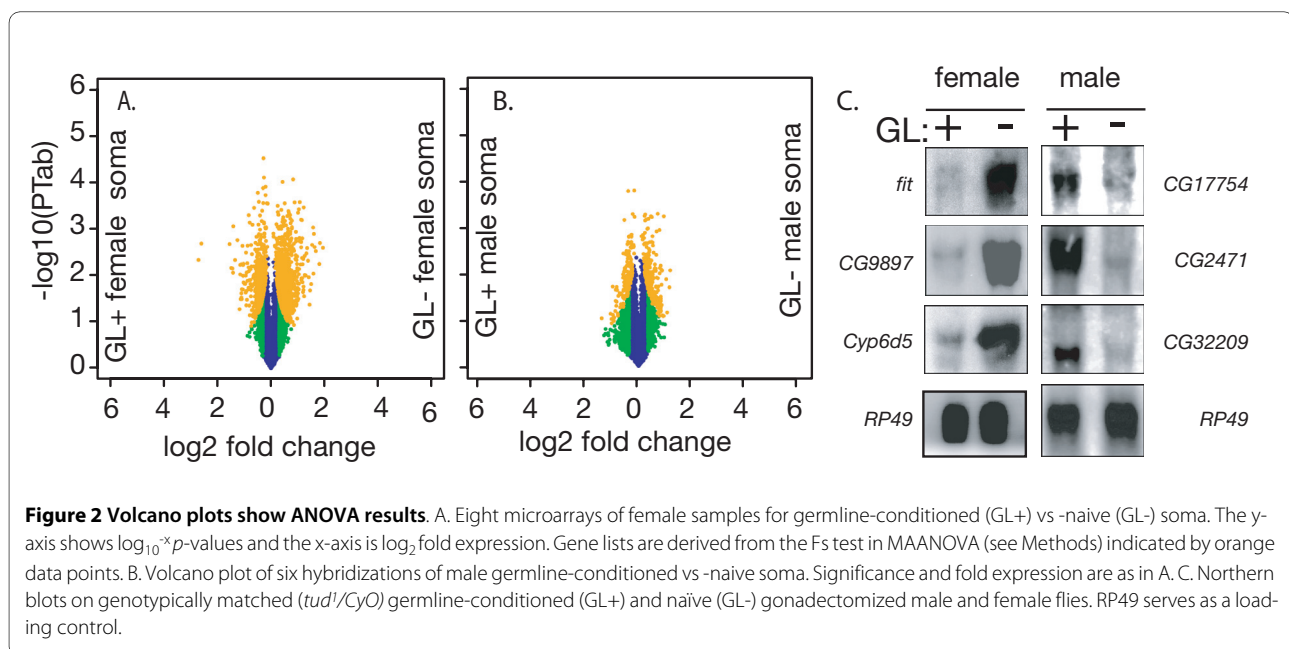 A.
-log10(PTab)
6
5
4
3
2
1
0
GL+ female soma
GL- female soma
6 4 2 0 2 4 6
log2 fold change
B.
GL+ male soma
GL- male soma
6 4 2 0 2 4 6
log2 fold change
C.
female male
GL: + - + -
fit CG17754
CG9897 CG2471
Cyp6d5 CG32209
RP49 RP49
Figure 2 Volcano plots show ANOVA results. A. Eight microarrays of female samples for germline-conditioned (GL+) vs -naive (GL-) soma. The y-
axis shows log10-x p-values and the x-axis is log2 fold expression. Gene lists are derived from the Fs test in MAANOVA (see Methods) indicated by orange
data points. B. Volcano plot of six hybridizations of male germline-conditioned vs -naive soma. Significance and fold expression are as in A. C. Northern
blots on genotypically matched (tud1/CyO) germline-conditioned (GL+) and naïve (GL-) gonadectomized male and female flies. RP49 serves as a load-
ing control.